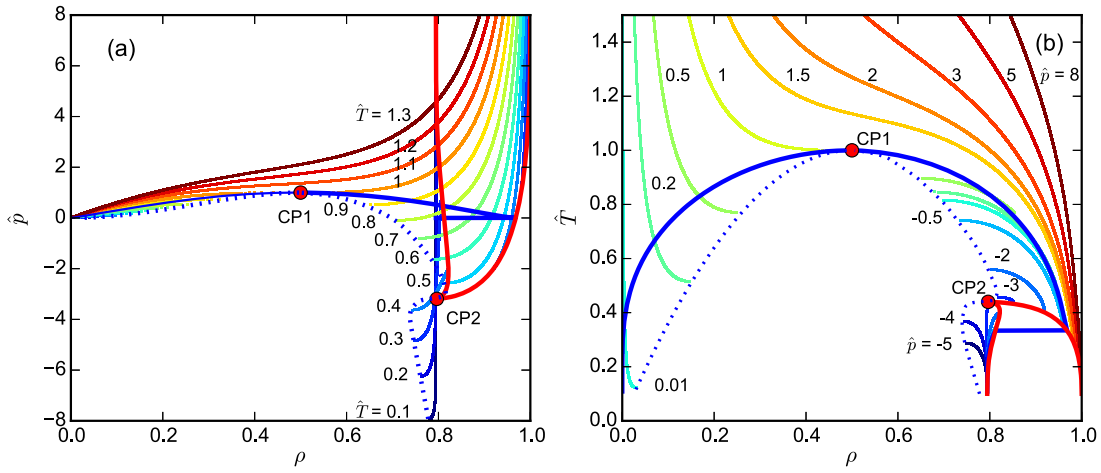 (a)
8
6
4
2
0
−2
−4
−6
−8
p̂
T̂ = 1.3
1.2
1.1
1
CP1
0.9
0.8
0.7
0.6
0.5
0.4
CP2
0.3
0.2
T̂ = 0.1
0.0 0.2 0.4 0.6 0.8 1.0
ρ
(b)
1.4
1.2
1.0
0.8
0.6
0.4
0.2
0.0
T̂
0.5 1 1.5 2 3 5 p̂ = 8
CP1
0.2
-0.5
-2
CP2 -3
-4
p̂ = -5
0.01
0.0 0.2 0.4 0.6 0.8 1.0
ρ